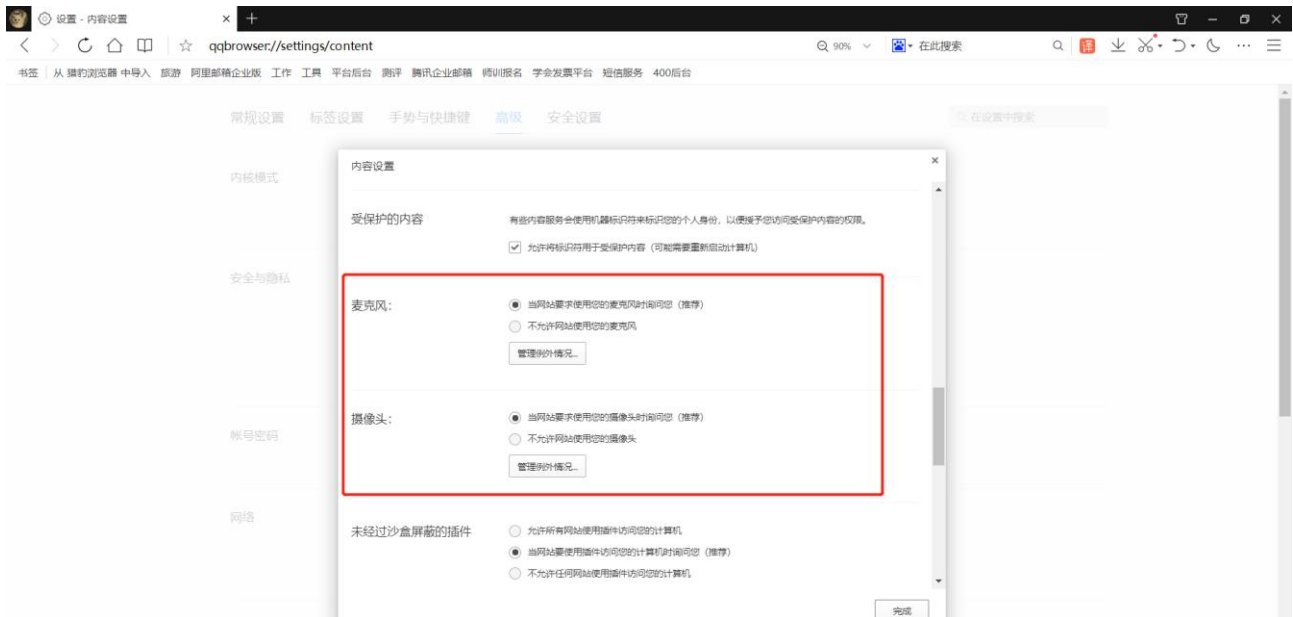 设置 - 内容设置
qqbrowser://settings/content
90%
在此搜索
译
书签 从 猎豹浏览器 中导入 旅游 阿里邮箱企业版 工作 工具 平台后台 测评 腾讯企业邮箱 师训报名 学会发票平台 短信服务 400后台
常规设置 标签设置 手势与快捷键 高级 安全设置
在设置中搜索
内容设置
内核模式
受保护的内容
有些内容服务会使用机器标识符来标识您的个人身份，以便授予您访问受保护内容的权限。
允许将标识符用于受保护内容（可能需要重新启动计算机）
安全与隐私
麦克风：
当网站要求使用您的麦克风时询问您（推荐）
不允许网站使用您的麦克风
管理例外情况...
摄像头：
当网站要求使用您的摄像头时询问您（推荐）
不允许网站使用您的摄像头
帐号密码
管理例外情况...
网络
未经过沙盒屏蔽的插件
允许所有网站使用插件访问您的计算机
当网站要使用插件访问您的计算机时询问您（推荐）
不允许任何网站使用插件访问您的计算机
完成